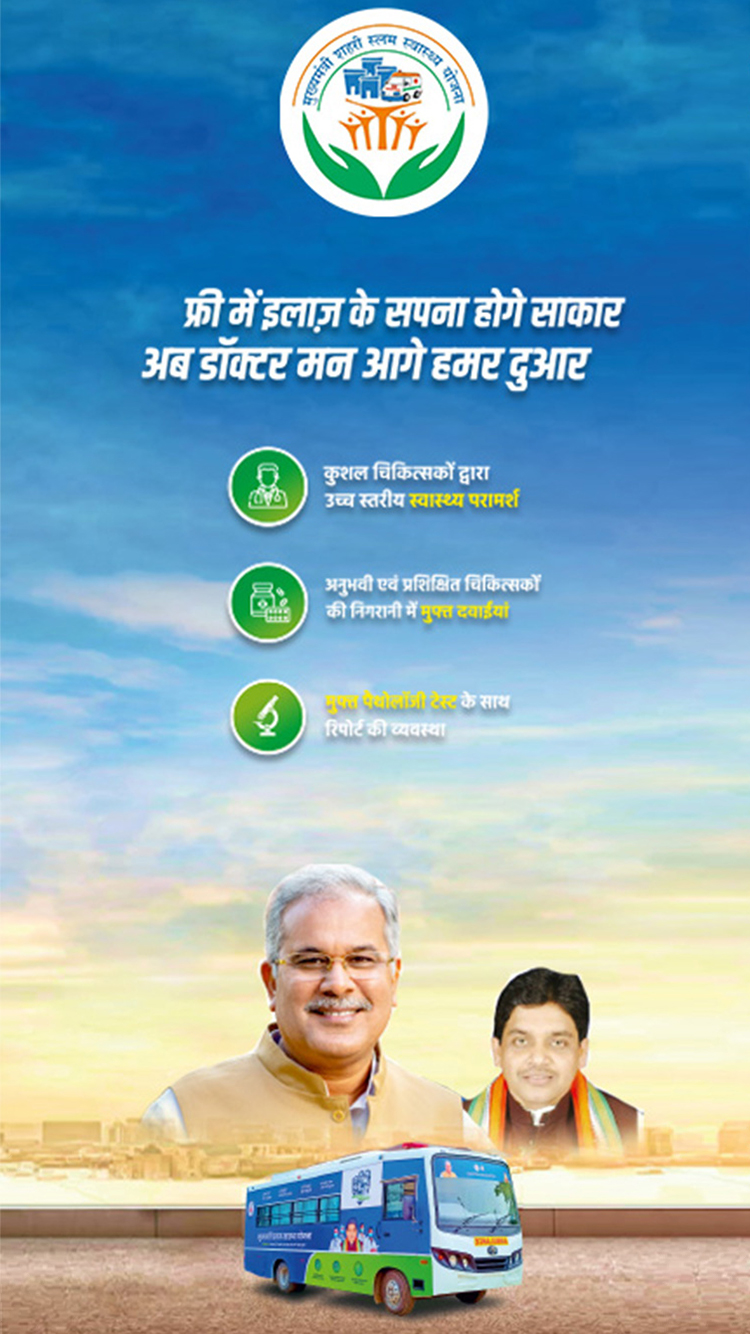 मुख्यमंत्री शहरी स्लम स्वास्थ्य योजना
फ्री में इलाज़ के सपना होगे साकार
अब डॉक्टर मन आगे हमर दुआर
कुशल चिकित्सकों द्वारा
उच्च स्तरीय स्वास्थ्य परामर्श
अनुभवी एवं प्रशिक्षित चिकित्सकों
की निगरानी में मुफ्त दवाईयां
मुफ्त पैथोलॉजी टेस्ट के साथ
रिपोर्ट की व्यवस्था